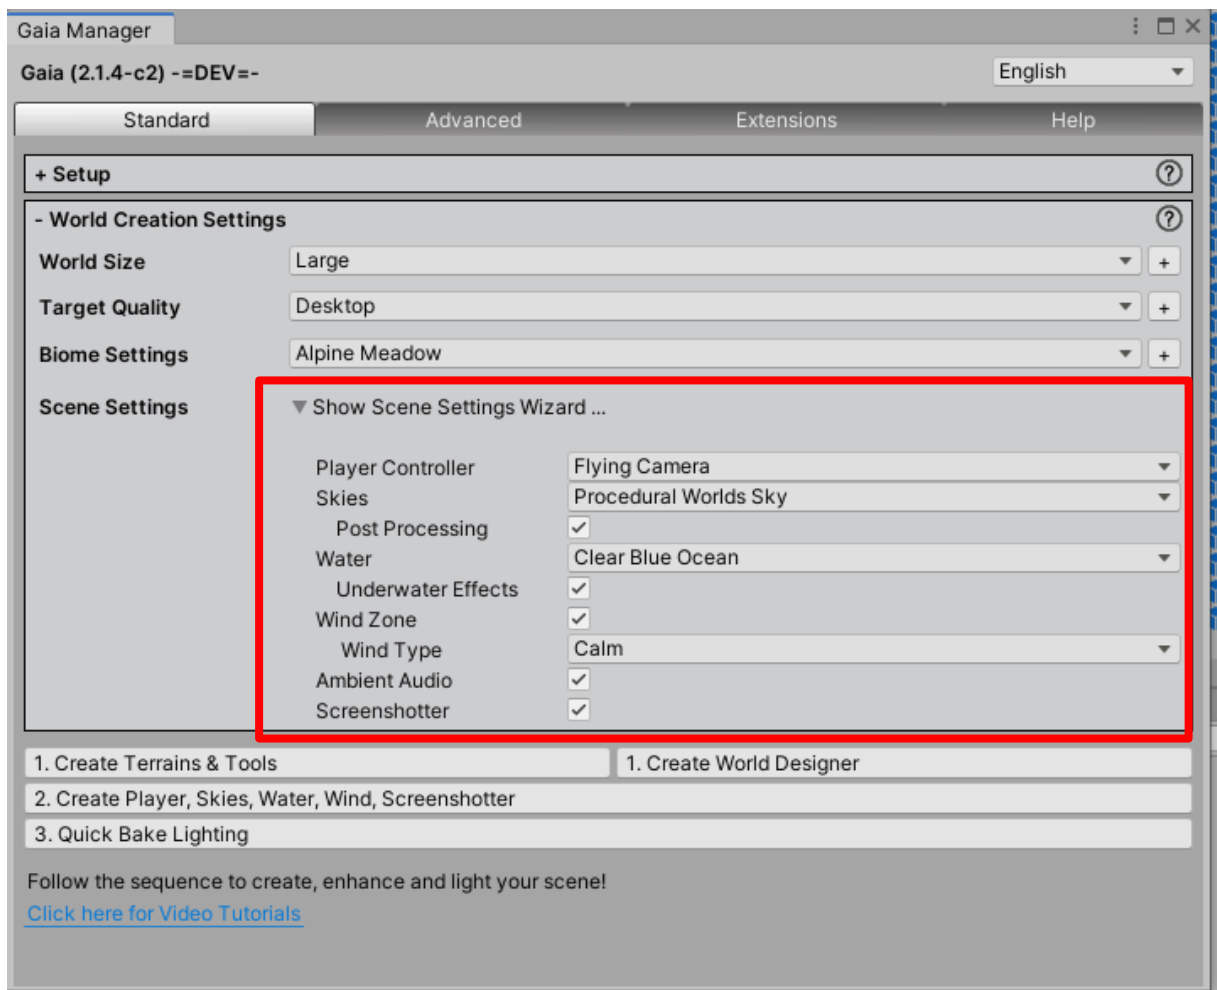 Gaia Manager
Gaia (2.1.4-c2) -=DEV=-
English
Standard Advanced Extensions Help
+ Setup
- World Creation Settings
World Size Large +
Target Quality Desktop +
Biome Settings Alpine Meadow +
Scene Settings Show Scene Settings Wizard ...
Player Controller Flying Camera
Skies Procedural Worlds Sky
Post Processing
Water Clear Blue Ocean
Underwater Effects
Wind Zone
Wind Type Calm
Ambient Audio
Screenshotter
1. Create Terrains & Tools 1. Create World Designer
2. Create Player, Skies, Water, Wind, Screenshotter
3. Quick Bake Lighting
Follow the sequence to create, enhance and light your scene!
Click here for Video Tutorials